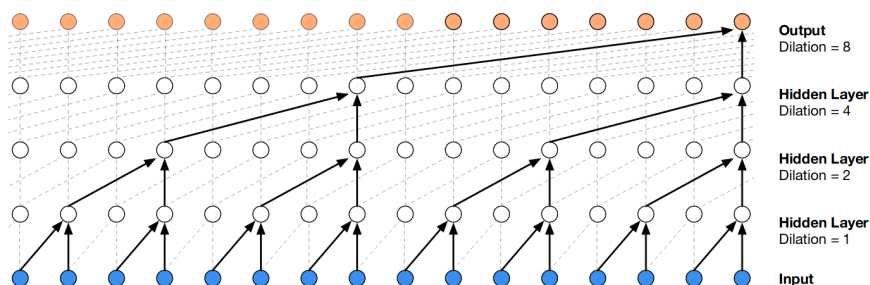 Output
Dilation = 8
Hidden Layer
Dilation = 4
Hidden Layer
Dilation = 2
Hidden Layer
Dilation = 1
Input